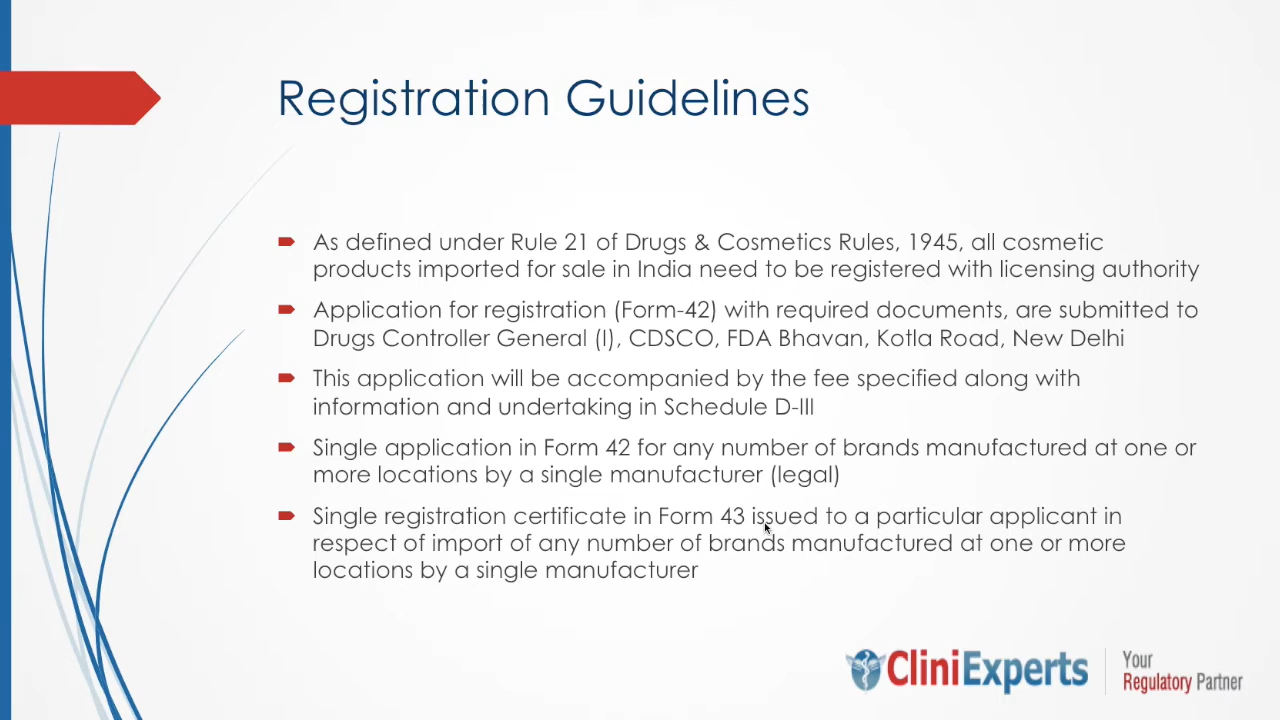 Registration Guidelines
As defined under Rule 21 of Drugs & Cosmetics Rules, 1945, all cosmetic
products imported for sale in India need to be registered with licensing authority
Application for registration (Form-42) with required documents, are submitted to
Drugs Controller General (I), CDSCO, FDA Bhavan, Kotla Road, New Delhi
This application will be accompanied by the fee specified along with
information and undertaking in Schedule D-III
Single application in Form 42 for any number of brands manufactured at one or
more locations by a single manufacturer (legal)
Single registration certificate in Form 43 issued to a particular applicant in
respect of import of any number of brands manufactured at one or more
locations by a single manufacturer
CliniExperts
Your
Regulatory Partner